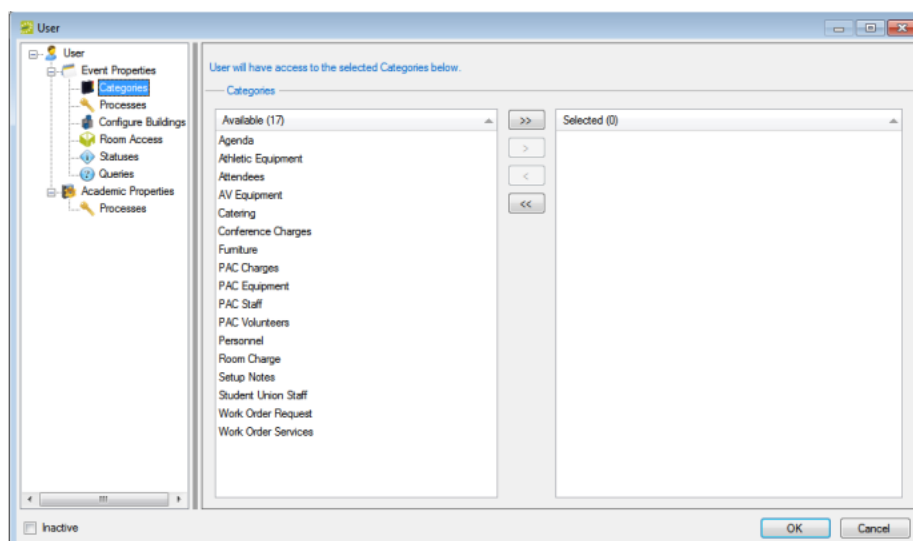 User
User
Event Properties
Categories
Processes
Configure Buildings
Room Access
Statuses
Queries
Academic Properties
Processes
User will have access to the selected Categories below.
Categories
Available (17)
Agenda
Athletic Equipment
Attendees
AV Equipment
Catering
Conference Charges
Furniture
PAC Charges
PAC Equipment
PAC Staff
PAC Volunteers
Personnel
Room Charge
Setup Notes
Student Union Staff
Work Order Request
Work Order Services
>>
>
<
<<
Selected (0)
Inactive
OK
Cancel